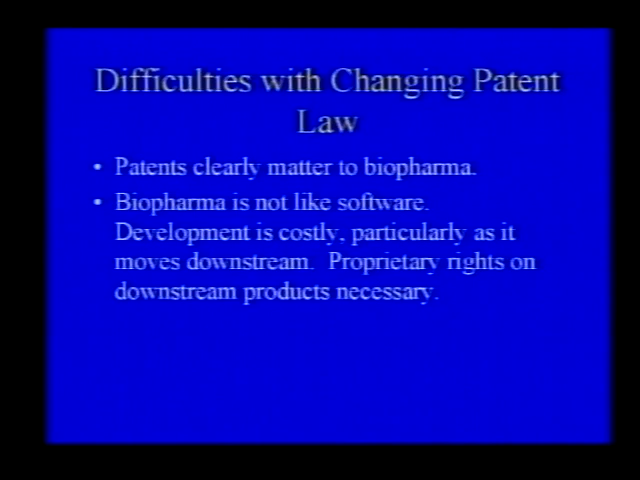 Difficulties with Changing Patent
Law
• Patents clearly matter to biopharma.
• Biopharma is not like software.
Development is costly, particularly as it
moves downstream. Proprietary rights on
downstream products necessary.